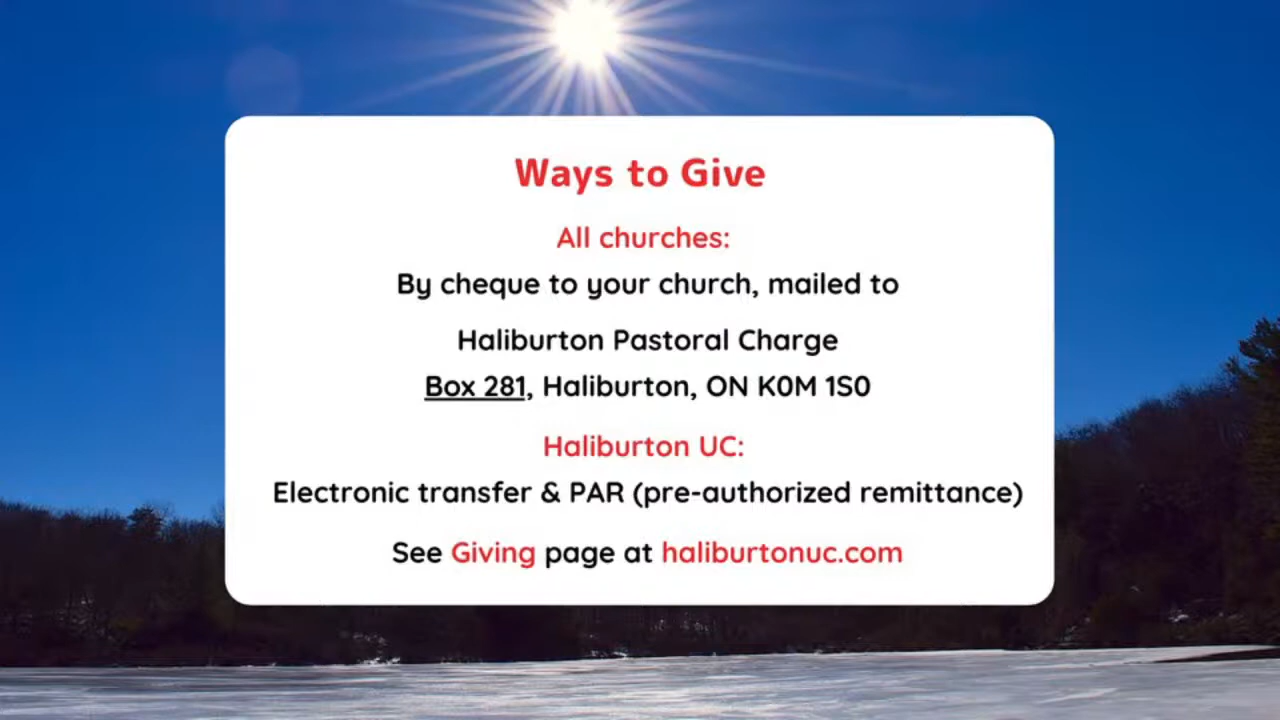 Ways to Give
All churches:
By cheque to your church, mailed to
Haliburton Pastoral Charge
Box 281, Haliburton, ON K0M 1S0
Haliburton UC:
Electronic transfer & PAR (pre-authorized remittance)
See Giving page at haliburtonuc.com